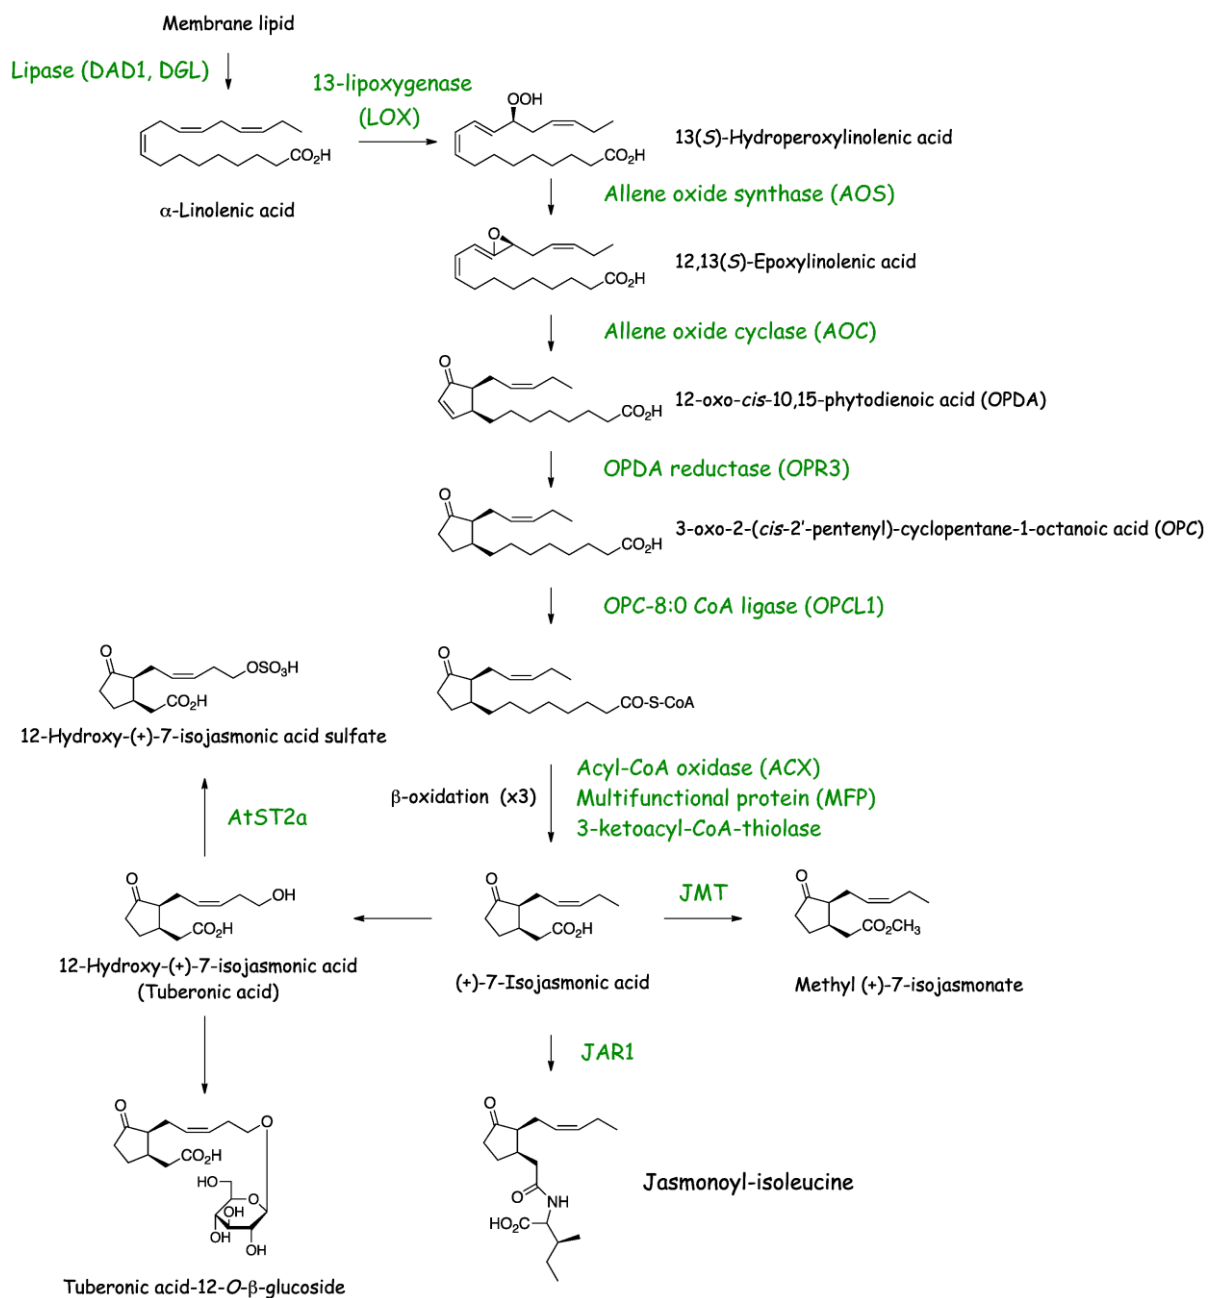 Membrane lipid
Lipase (DAD1, DGL)
13-lipoxygenase
(LOX)
OOH
CO₂H
CO₂H
13(S)-Hydroperoxylinolenic acid
α-Linolenic acid
Allene oxide synthase (AOS)
O
CO₂H
12,13(S)-Epoxylinolenic acid
Allene oxide cyclase (AOC)
O
CO₂H
12-oxo-cis-10,15-phytodienoic acid (OPDA)
OPDA reductase (OPR3)
O
CO₂H
3-oxo-2-(cis-2'-pentenyl)-cyclopentane-1-octanoic acid (OPC)
OPC-8:0 CoA ligase (OPCL1)
O
OSO₃H
CO₂H
12-Hydroxy-(+)-7-isojasmonic acid sulfate
O
CO-S-CoA
β-oxidation (x3)
Acyl-CoA oxidase (ACX)
Multifunctional protein (MFP)
3-ketoacyl-CoA-thiolase
AtST2a
O
OH
CO₂H
12-Hydroxy-(+)-7-isojasmonic acid
(Tuberonic acid)
O
CO₂H
(+)-7-Isojasmonic acid
JMT
O
CO₂CH₃
Methyl (+)-7-isojasmonate
JAR1
O
O
CO₂H
HO
O
OH
OH
OH
Tuberonic acid-12-O-β-glucoside
O
O
NH
HO₂C
Jasmonoyl-isoleucine